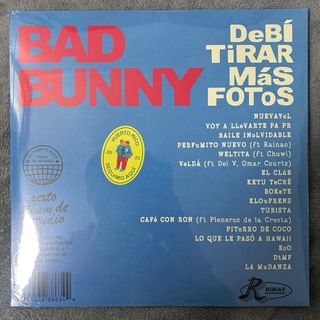 BAD
BUNNY
DeBÍ
TiRAR
MáS
FOToS
NUEVAYoL
VOY A LLeVARTE PA PR
BAILE INoLVIDABLE
PERFuMITO NUEVO (ft RaiNao)
WELTiTA (ft Chuwi)
VeLDÁ (ft Dei V, Omar Courtz)
EL CLúB
KETU TeCRÉ
BOKeTE
KLOuFRENS
TURiSTA
CAFé CON RON (ft Pleneros de la Cresta)
PIToRRO DE COCO
LO QUE LE PASÓ A HAWAii
EoO
DtMF
LA MuDANZA
PUERTO RICO
SEGUIMO AQUÍ
sexto
álbum de
estudio
RIMAS